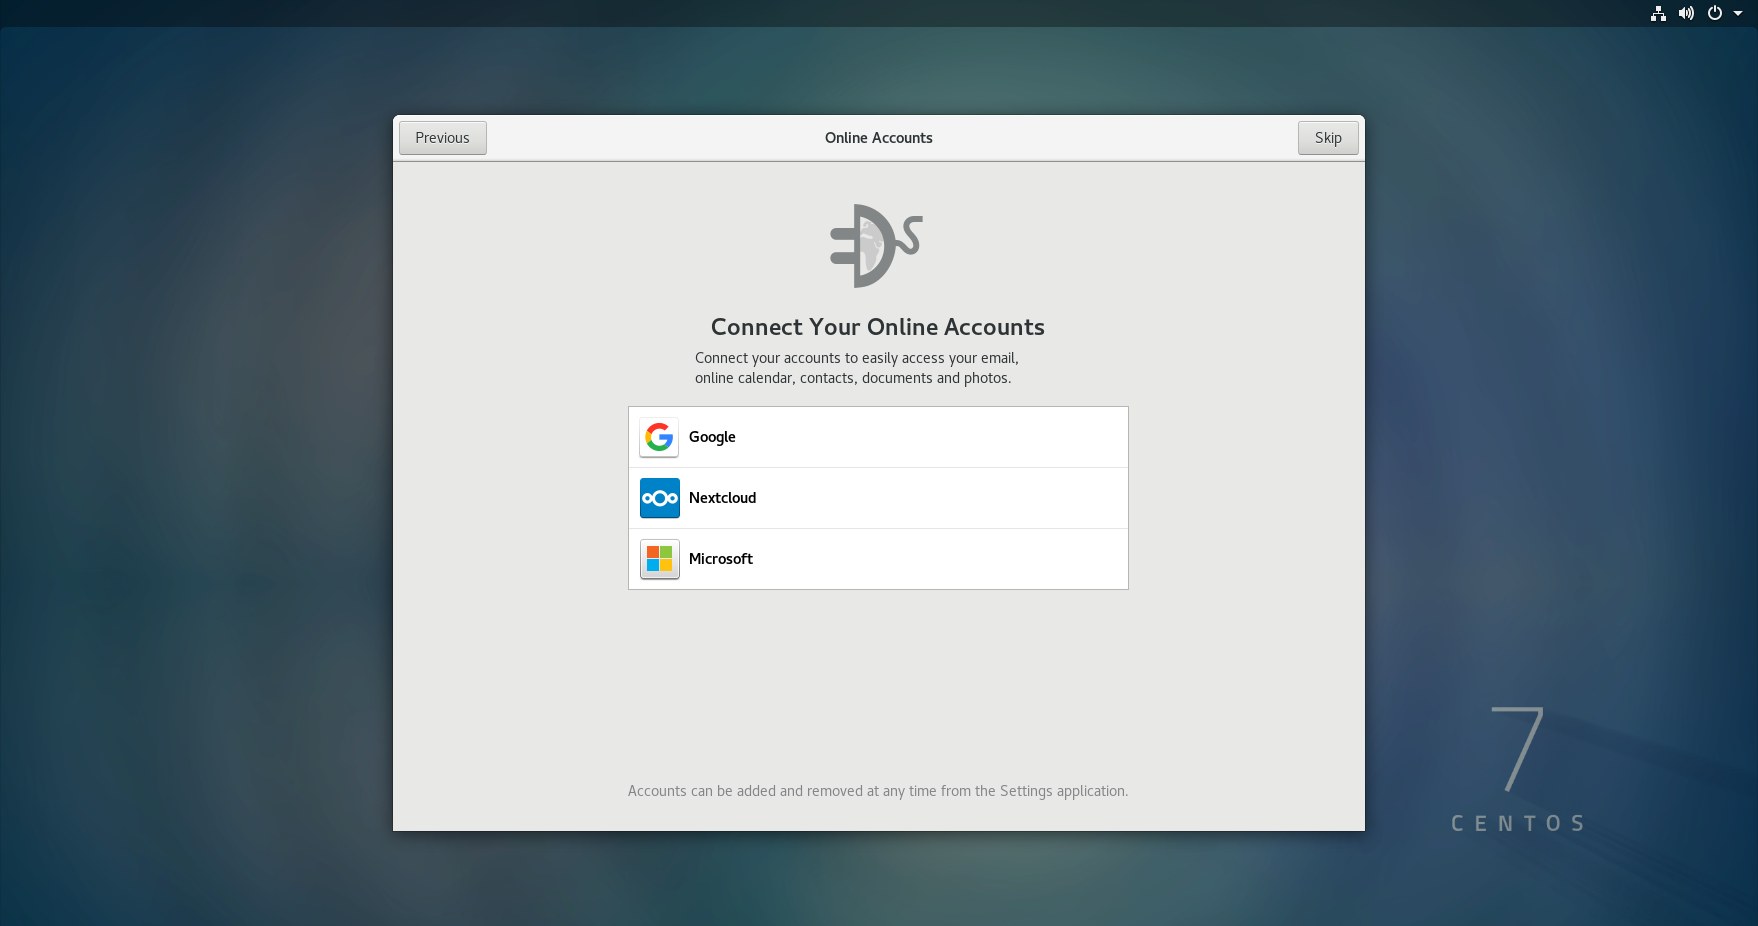 Previous
Online Accounts
Skip
Connect Your Online Accounts
Connect your accounts to easily access your email,
online calendar, contacts, documents and photos.
Google
Nextcloud
Microsoft
Accounts can be added and removed at any time from the Settings application.
7
CENTOS